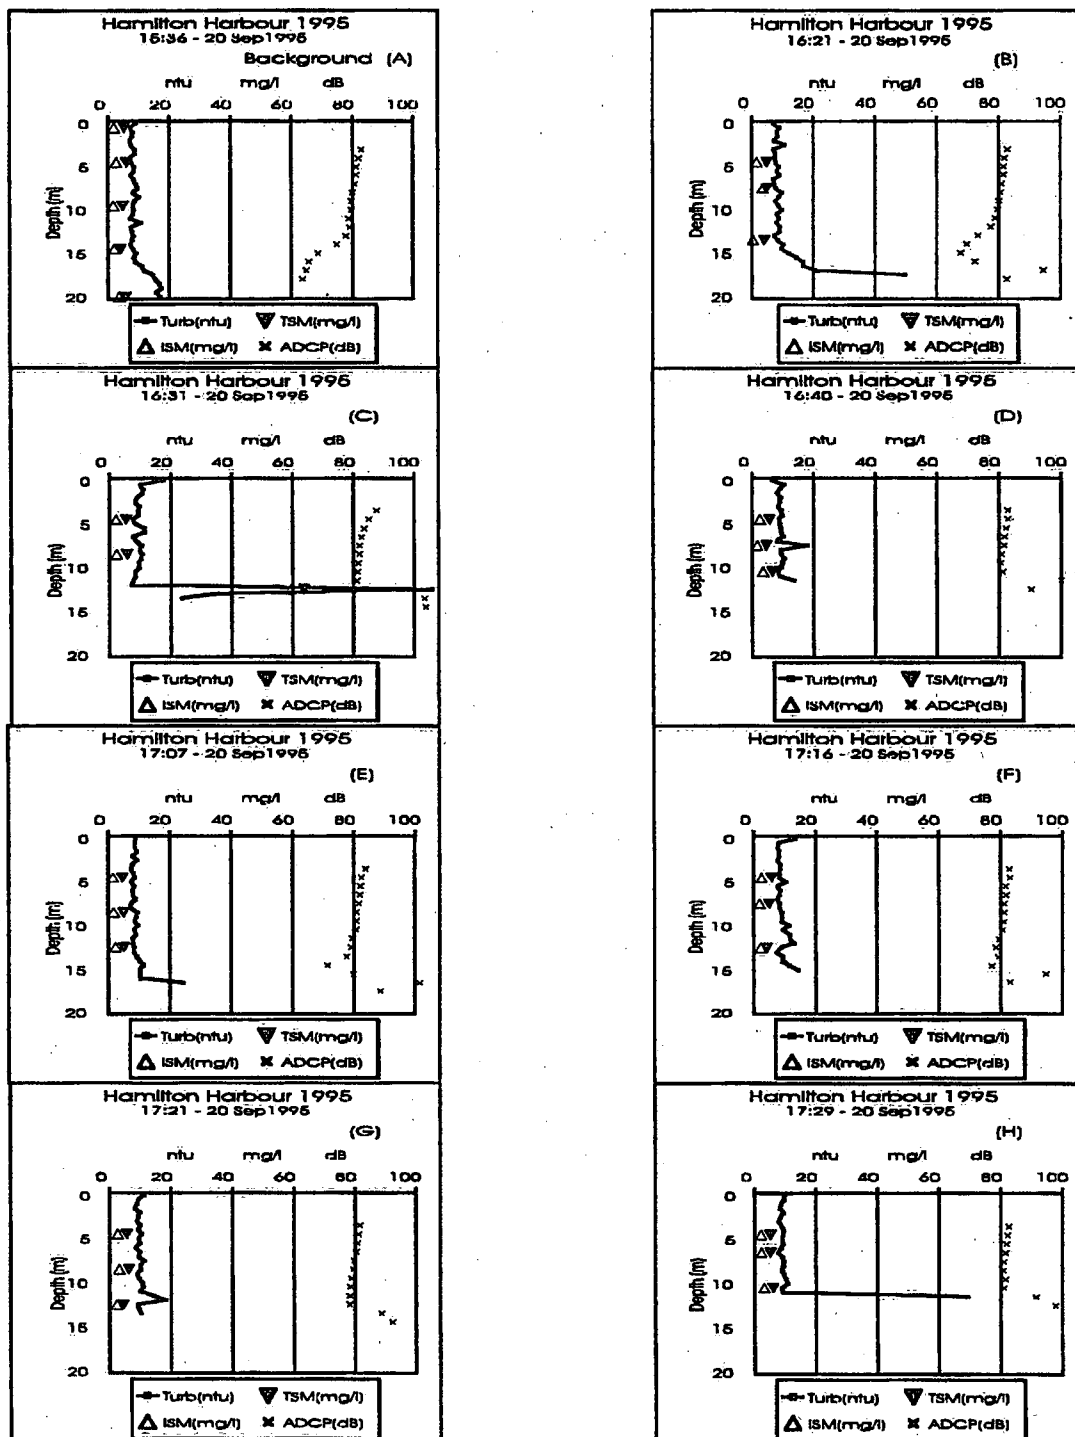 Hamilton Harbour 1995
15:36 - 20 Sep1995
Background (A)
ntu mg/l dB
0 20 40 60 80 100
0
5
10
15
20
Depth (m)
Turb(ntu) TSM(mg/l)
ISM(mg/l) ADCP(dB)
Hamilton Harbour 1995
16:21 - 20 Sep1995
(B)
ntu mg/l dB
0 20 40 60 80 100
0
5
10
15
20
Depth (m)
Turb(ntu) TSM(mg/l)
ISM(mg/l) ADCP(dB)
Hamilton Harbour 1995
16:31 - 20 Sep1995
(C)
ntu mg/l dB
0 20 40 60 80 100
0
5
10
15
20
Depth (m)
Turb(ntu) TSM(mg/l)
ISM(mg/l) ADCP(dB)
Hamilton Harbour 1995
16:40 - 20 Sep1995
(D)
ntu mg/l dB
0 20 40 60 80 100
0
5
10
15
20
Depth (m)
Turb(ntu) TSM(mg/l)
ISM(mg/l) ADCP(dB)
Hamilton Harbour 1995
17:07 - 20 Sep1995
(E)
ntu mg/l dB
0 20 40 60 80 100
0
5
10
15
20
Depth (m)
Turb(ntu) TSM(mg/l)
ISM(mg/l) ADCP(dB)
Hamilton Harbour 1995
17:16 - 20 Sep1995
(F)
ntu mg/l dB
0 20 40 60 80 100
0
5
10
15
20
Depth (m)
Turb(ntu) TSM(mg/l)
ISM(mg/l) ADCP(dB)
Hamilton Harbour 1995
17:21 - 20 Sep1995
(G)
ntu mg/l dB
0 20 40 60 80 100
0
5
10
15
20
Depth (m)
Turb(ntu) TSM(mg/l)
ISM(mg/l) ADCP(dB)
Hamilton Harbour 1995
17:29 - 20 Sep1995
(H)
ntu mg/l dB
0 20 40 60 80 100
0
5
10
15
20
Depth (m)
Turb(ntu) TSM(mg/l)
ISM(mg/l) ADCP(dB)